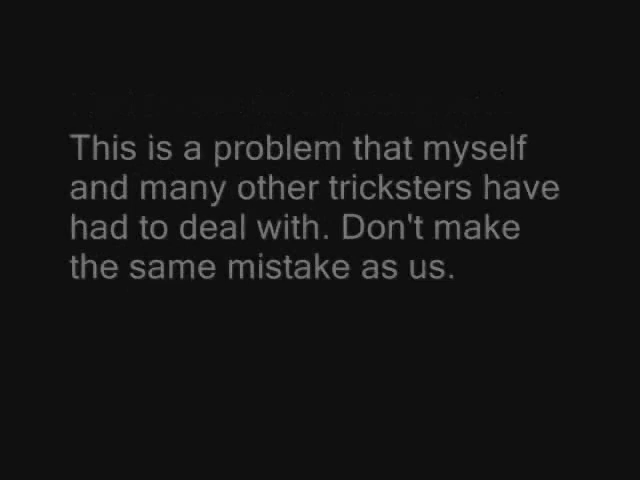 This is a problem that myself
and many other tricksters have
had to deal with. Don't make
the same mistake as us.